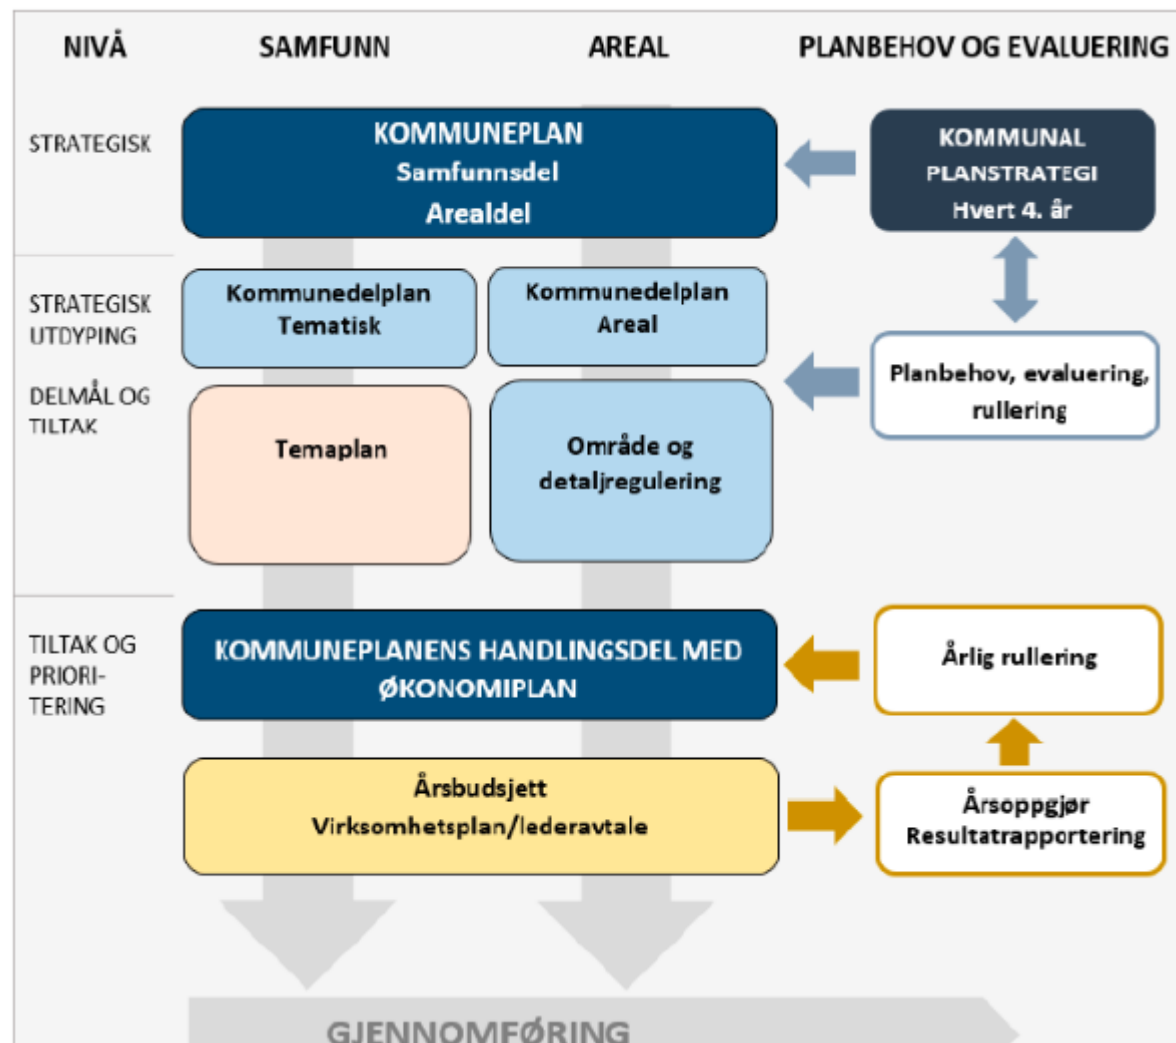 NIVÅ
SAMFUNN
AREAL
PLANBEHOV OG EVALUERING
STRATEGISK
KOMMUNEPLAN
Samfunnsdel
Arealdel
KOMMUNAL
PLANSTRATEGI
Hvert 4. år
STRATEGISK
UTDYPING
Kommunedelplan
Tematisk
Kommunedelplan
Areal
Planbehov, evaluering,
rullering
DELMÅL OG
TILTAK
Temaplan
Område og
detaljregulering
TILTAK OG
PRIORI-
TERING
KOMMUNEPLANENS HANDLINGSDEL MED
ØKONOMIPLAN
Årlig rullering
Årsbudsjett
Virksomhetsplan/lederavtale
Årsoppgjør
Resultatrapportering
GJENNOMFØRING